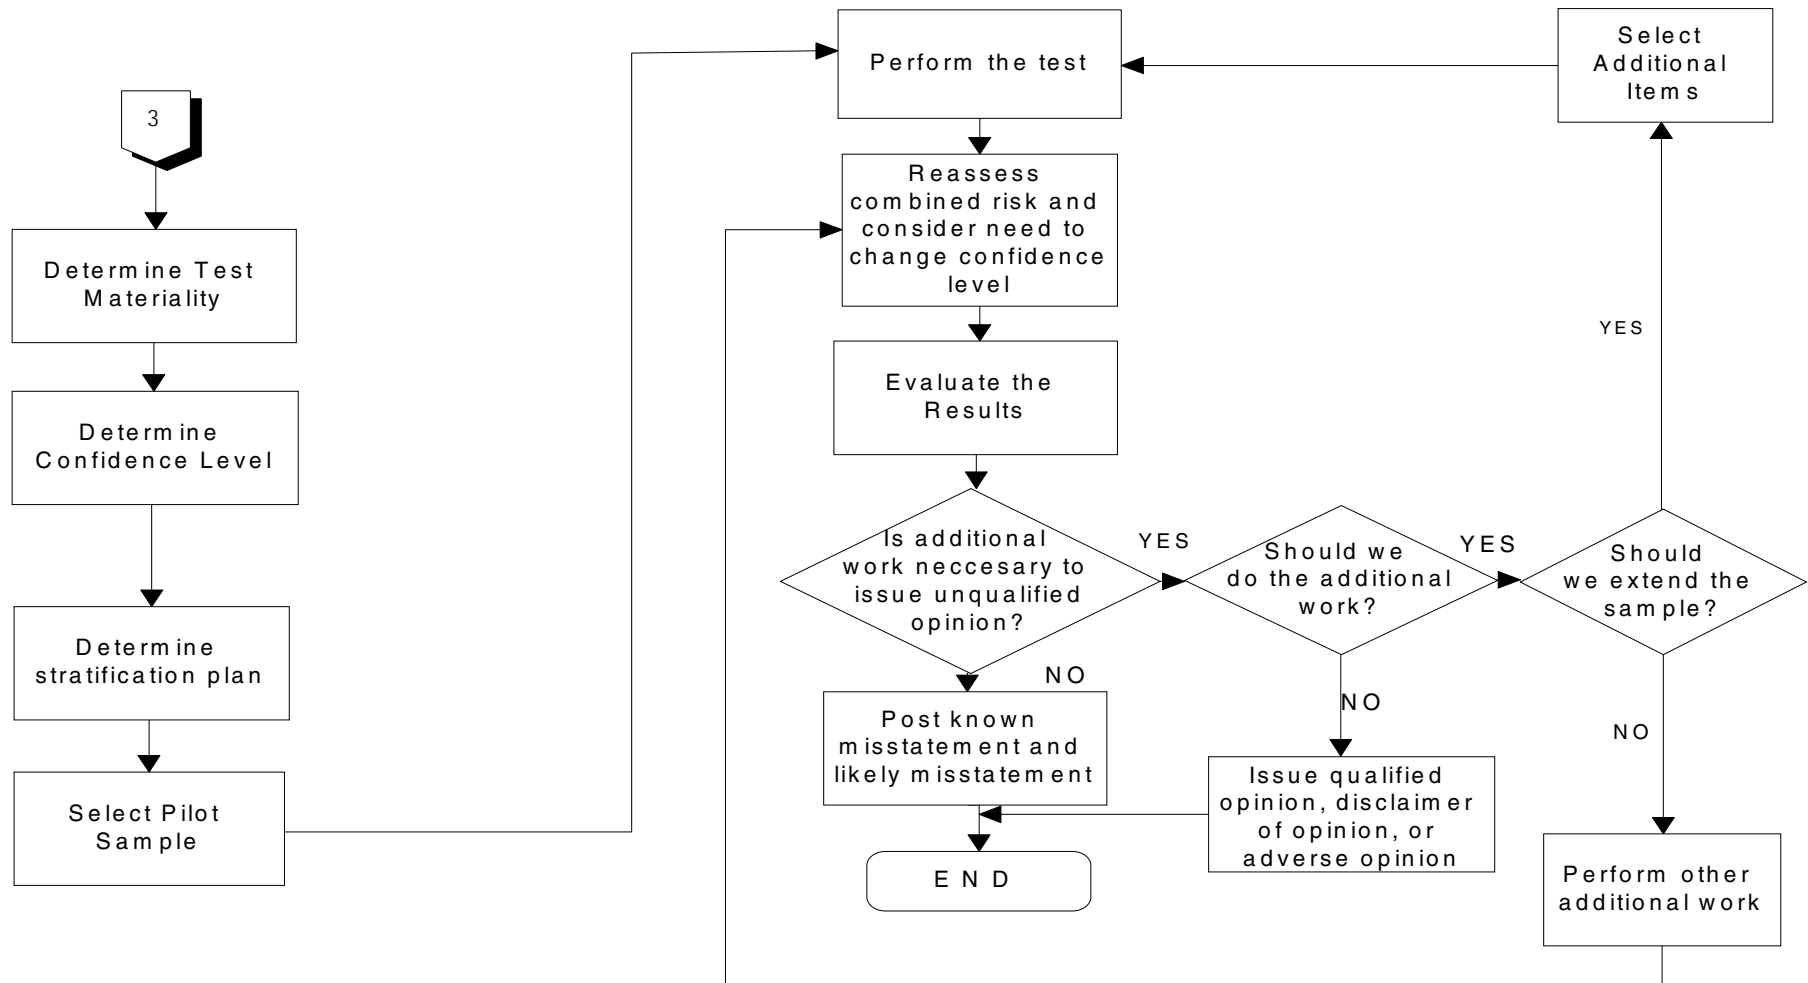 3
Determine Test
Materiality
Determine
Confidence Level
Determine
stratification plan
Select Pilot
Sample
Perform the test
Reassess
combined risk and
consider need to
change confidence
level
Evaluate the
Results
Is additional
work neccesary to
issue unqualified
opinion?
YES
NO
Post known
misstatement and
likely misstatement
END
Should we
do the additional
work?
YES
NO
Issue qualified
opinion, disclaimer
of opinion, or
adverse opinion
Should
we extend the
sample?
YES
NO
Select
Additional
Items
Perform other
additional work